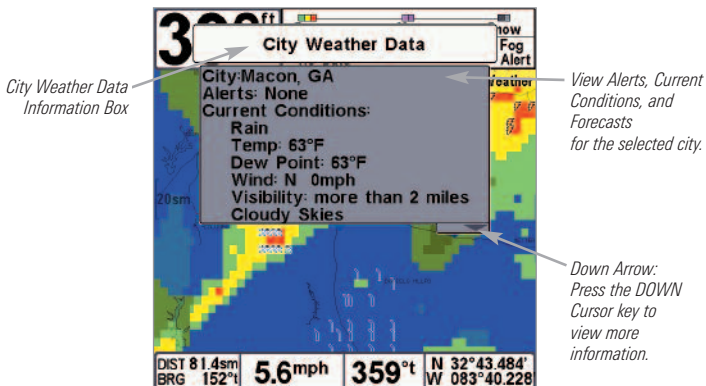 ft
now
Fog
Alert
City Weather Data
City:Macon, GA
Alerts: None
Current Conditions:
Rain
Temp: 63°F
Dew Point: 63°F
Wind: N 0mph
Visibility: more than 2 miles
Cloudy Skies
Weather
20sm
DIST 81.4sm
BRG 152°t
5.6mph
359°t
N 32°43.484'
W 083°40.228'
City Weather Data
Information Box
View Alerts, Current
Conditions, and
Forecasts
for the selected city.
Down Arrow:
Press the DOWN
Cursor key to
view more
information.